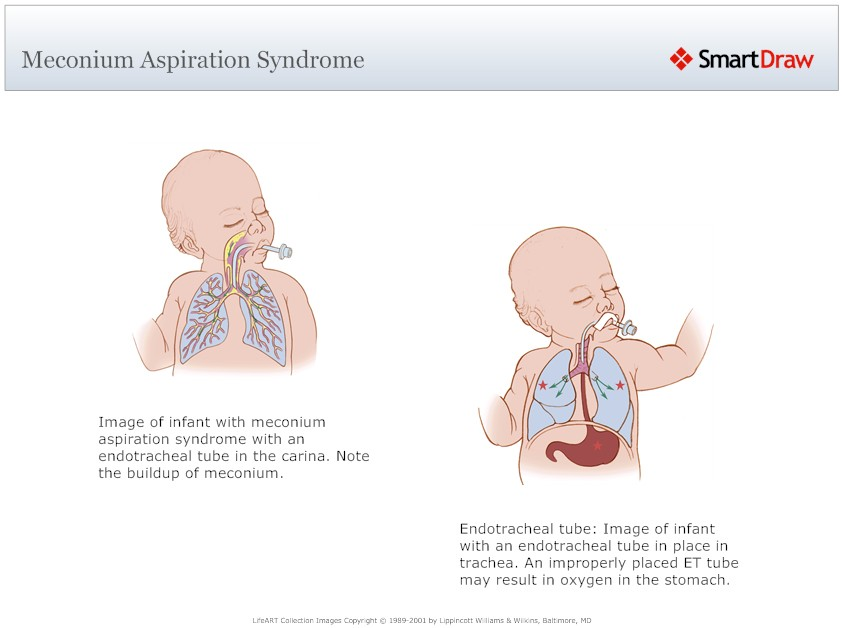 Meconium Aspiration Syndrome
SmartDraw
Image of infant with meconium
aspiration syndrome with an
endotracheal tube in the carina. Note
the buildup of meconium.
Endotracheal tube: Image of infant
with an endotracheal tube in place in
trachea. An improperly placed ET tube
may result in oxygen in the stomach.
LifeART Collection Images Copyright © 1989-2001 by Lippincott Williams & Wilkins, Baltimore, MD